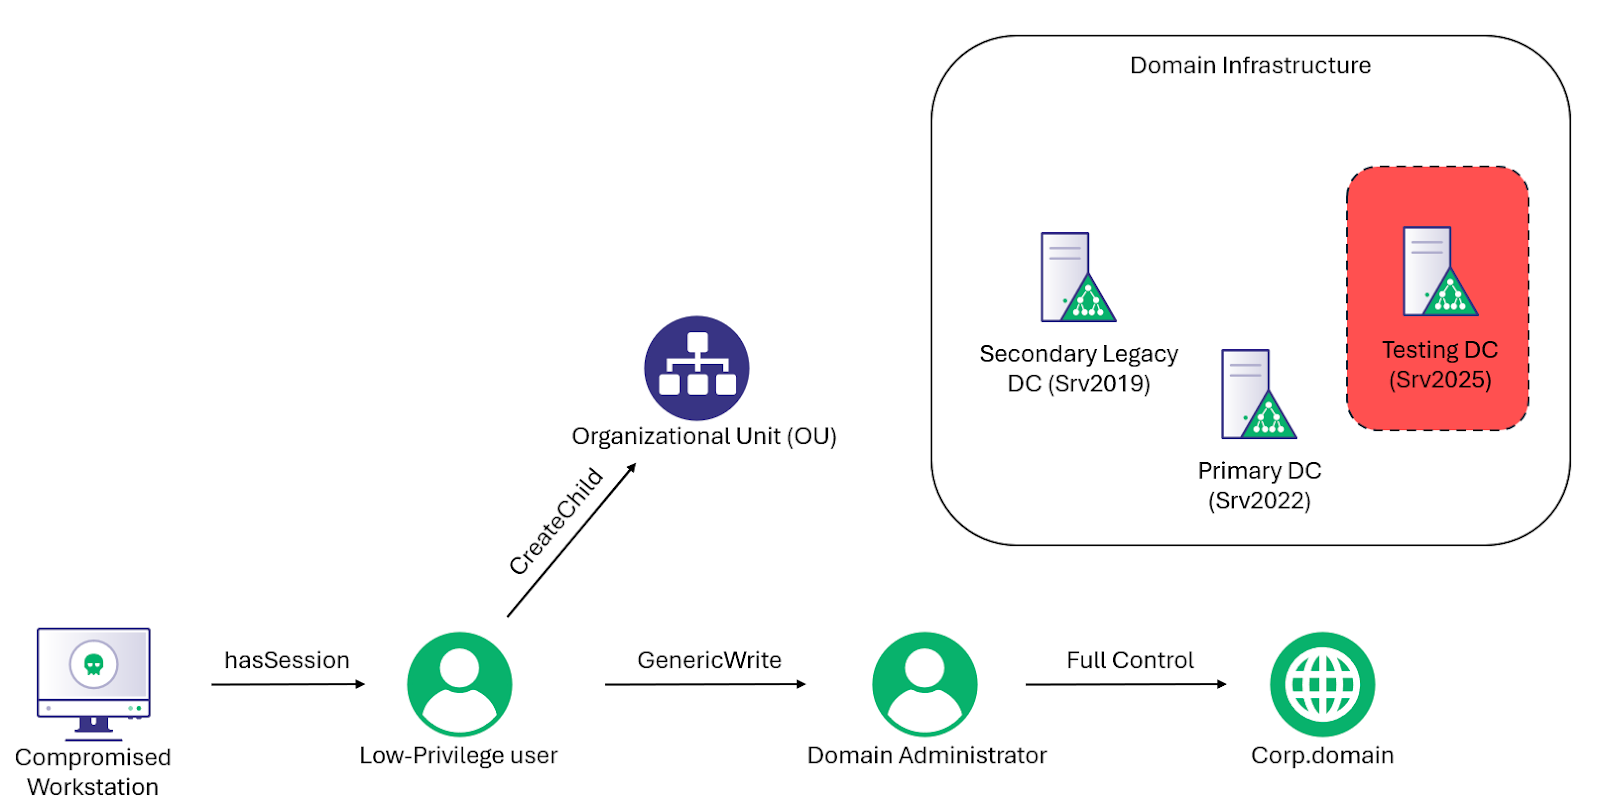 Domain Infrastructure
Secondary Legacy
DC (Srv2019)
Testing DC
(Srv2025)
Primary DC
(Srv2022)
Organizational Unit (OU)
CreateChild
hasSession
GenericWrite
Full Control
Compromised
Workstation
Low-Privilege user
Domain Administrator
Corp.domain